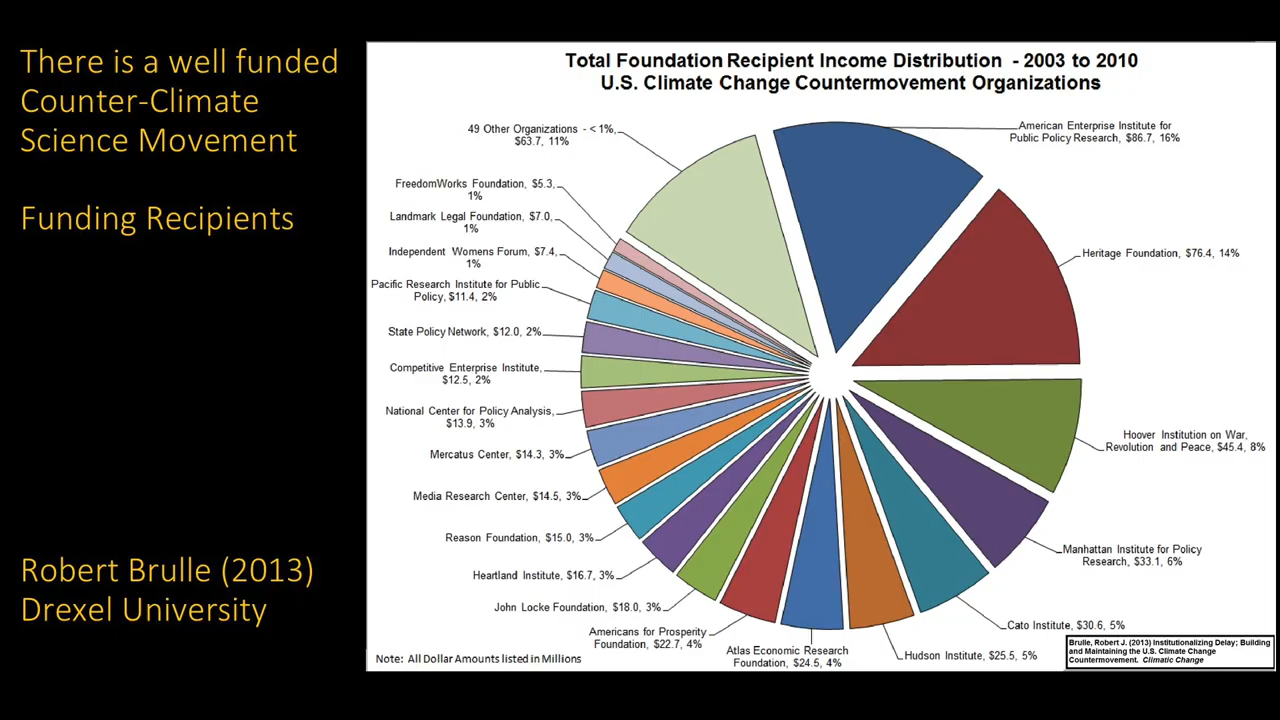 There is a well funded
Counter-Climate
Science Movement
Funding Recipients
Robert Brulle (2013)
Drexel University
Total Foundation Recipient Income Distribution - 2003 to 2010
U.S. Climate Change Countermovement Organizations
American Enterprise Institute for
Public Policy Research, $86.7, 16%
Heritage Foundation, $76.4, 14%
Hoover Institution on War,
Revolution and Peace, $45.4, 8%
Manhattan Institute for Policy
Research, $33.1, 6%
Cato Institute, $30.6, 5%
Hudson Institute, $25.5, 5%
Atlas Economic Research
Foundation, $24.5, 4%
Americans for Prosperity
Foundation, $22.7, 4%
John Locke Foundation, $18.0, 3%
Heartland Institute, $16.7, 3%
Reason Foundation, $15.0, 3%
Media Research Center, $14.5, 3%
Mercatus Center, $14.3, 3%
National Center for Policy Analysis,
$13.9, 3%
Competitive Enterprise Institute,
$12.5, 2%
State Policy Network, $12.0, 2%
Pacific Research Institute for Public
Policy, $11.4, 2%
Independent Womens Forum, $7.4,
1%
Landmark Legal Foundation, $7.0,
1%
FreedomWorks Foundation, $5.3,
1%
49 Other Organizations - < 1%,
$63.7, 11%
Note: All Dollar Amounts listed in Millions
Brulle, Robert J. (2013) Institutionalizing Delay; Building
and Maintaining the U.S. Climate Change
Countermovement. Climatic Change